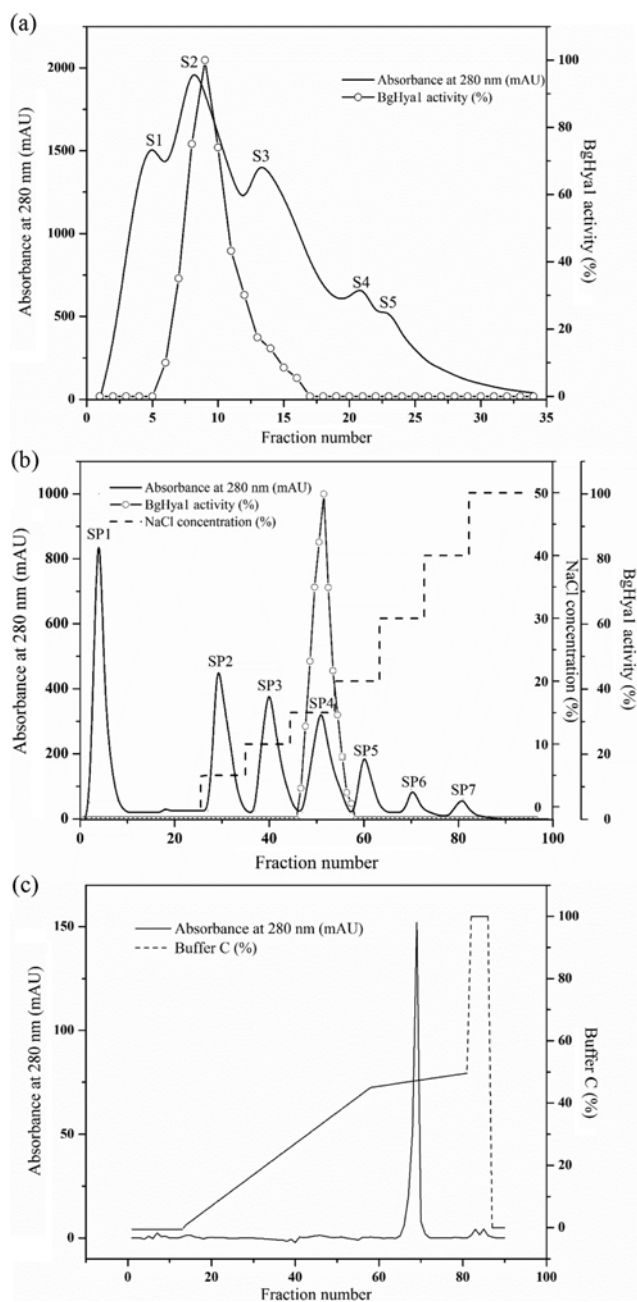 (a)
Absorbance at 280 nm (mAU)
BgHya1 activity (%)
2000
1500
1000
500
0
S1
S2
S3
S4
S5
100
80
60
40
20
0
0 5 10 15 20 25 30 35
Fraction number
Absorbance at 280 nm (mAU)
BgHya1 activity (%)
(b)
Absorbance at 280 nm (mAU)
BgHya1 activity (%)
NaCl concentration (%)
1000
800
600
400
200
0
SP1
SP2
SP3
SP4
SP5
SP6
SP7
50
40
30
20
10
0
NaCl concentration (%)
100
80
60
40
20
0
BgHya1 activity (%)
0 20 40 60 80 100
Fraction number
Absorbance at 280 nm (mAU)
(c)
Absorbance at 280 nm (mAU)
Buffer C (%)
150
100
50
0
100
80
60
40
20
0
0 20 40 60 80 100
Fraction number
Absorbance at 280 nm (mAU)
Buffer C (%)